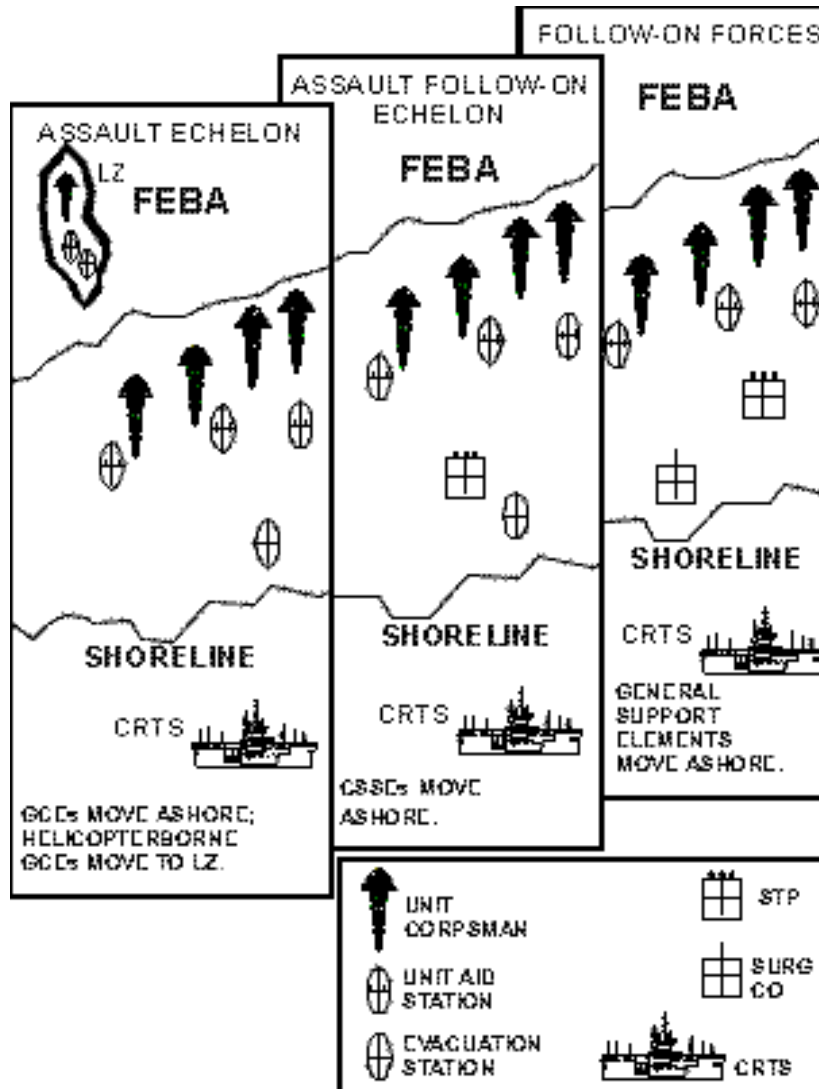 FOLLOW-ON FORCES
FEBA
SHORELINE
CRTS
GENERAL
SUPPORT
ELEMENTS
MOVE ASHORE.
ASSAULT FOLLOW-ON
ECHELON
FEBA
SHORELINE
CRTS
CSSEs MOVE
ASHORE.
ASSAULT ECHELON
LZ
FEBA
SHORELINE
CRTS
GCEs MOVE ASHORE;
HELICOPTERBORNE
GCEs MOVE TO LZ.
UNIT
CORPSMAN
UNIT AID
STATION
EVACUATION
STATION
STP
SURG
CO
CRTS